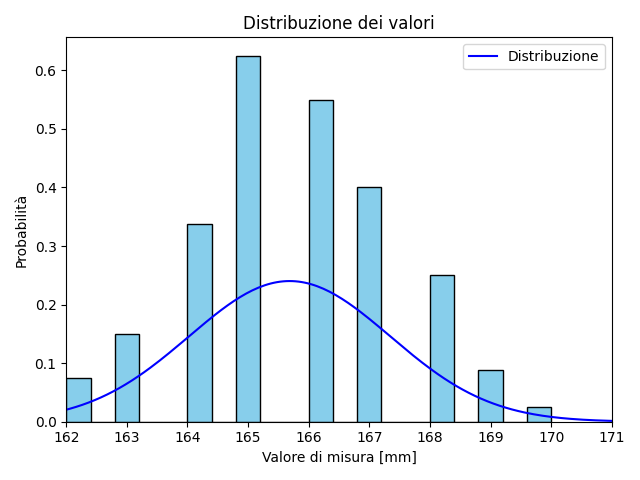 Distribuzione dei valori
Distribuzione
Probabilità
0.6
0.5
0.4
0.3
0.2
0.1
0.0
162 163 164 165 166 167 168 169 170 171
Valore di misura [mm]